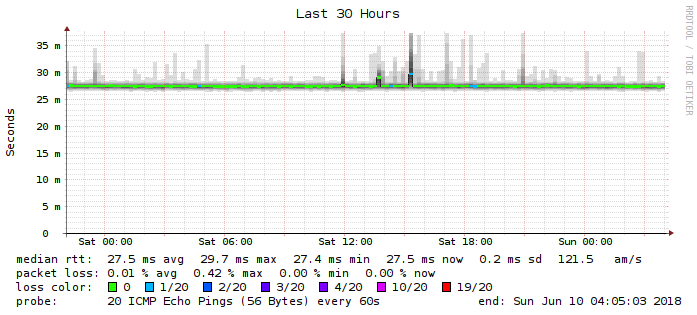 Last 30 Hours
RRDTOOL / TOBI OETIKER
Seconds
35 m
30 m
25 m
20 m
15 m
10 m
5 m
0
Sat 00:00 Sat 06:00 Sat 12:00 Sat 18:00 Sun 00:00
median rtt: 27.5 ms avg 29.7 ms max 27.4 ms min 27.5 ms now 0.2 ms sd 121.5 am/s
packet loss: 0.01 % avg 0.42 % max 0.00 % min 0.00 % now
loss color: 0 1/20 2/20 3/20 4/20 10/20 19/20
probe: 20 ICMP Echo Pings (56 Bytes) every 60s end: Sun Jun 10 04:05:03 2018